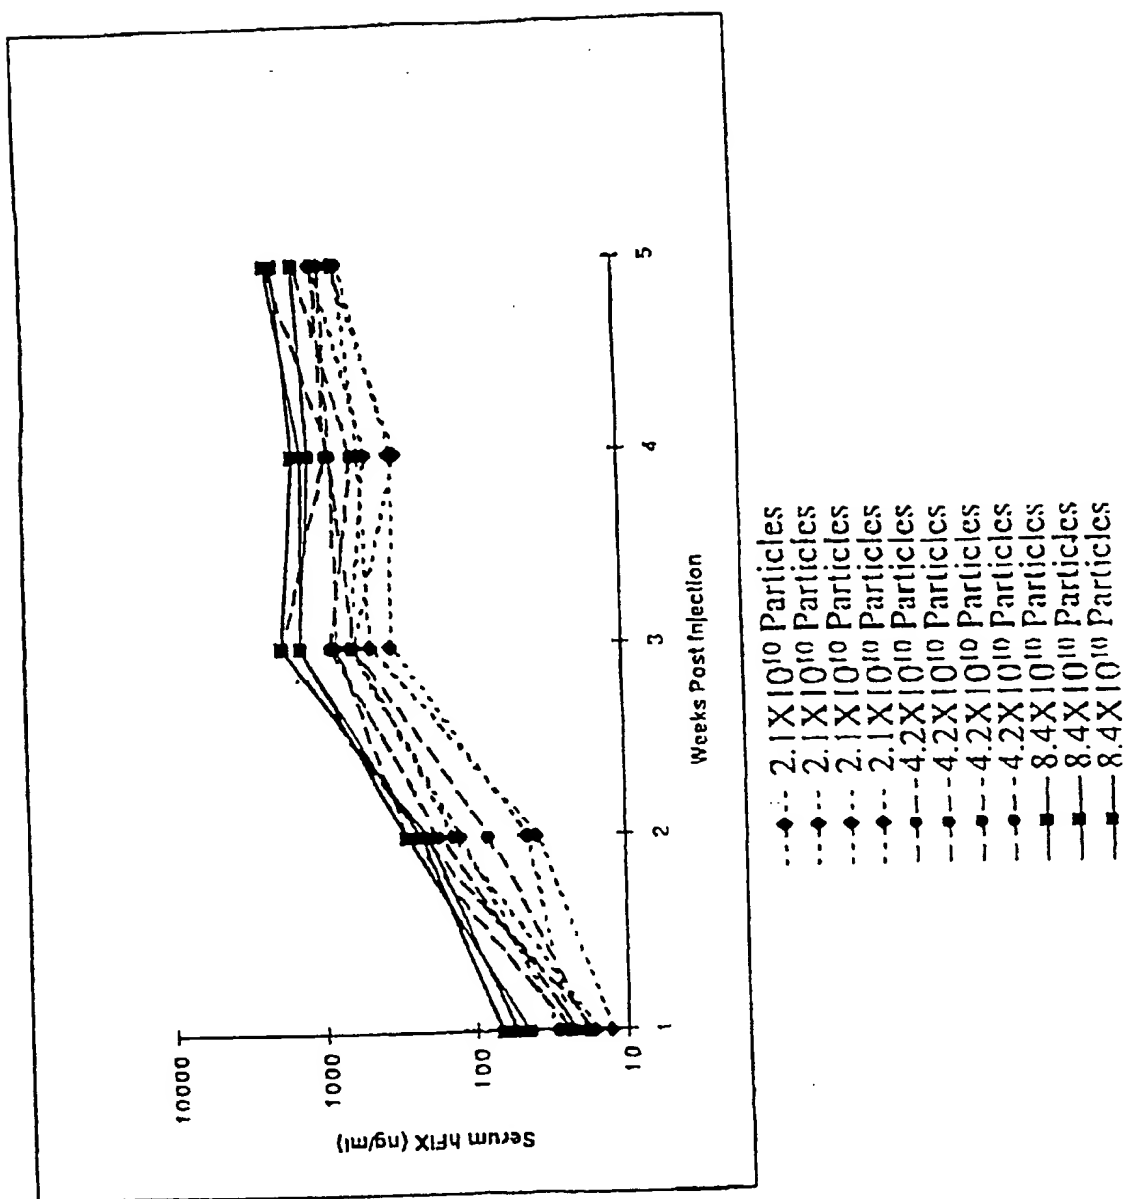 Serum hFIX (ng/ml)
10000
1000
100
10
1
2
3
4
5
Weeks Post Injection
2.1X10¹⁰ Particles
2.1X10¹⁰ Particles
2.1X10¹⁰ Particles
2.1X10¹⁰ Particles
4.2X10¹⁰ Particles
4.2X10¹⁰ Particles
4.2X10¹⁰ Particles
4.2X10¹⁰ Particles
8.4X10¹⁰ Particles
8.4X10¹⁰ Particles
8.4X10¹⁰ Particles